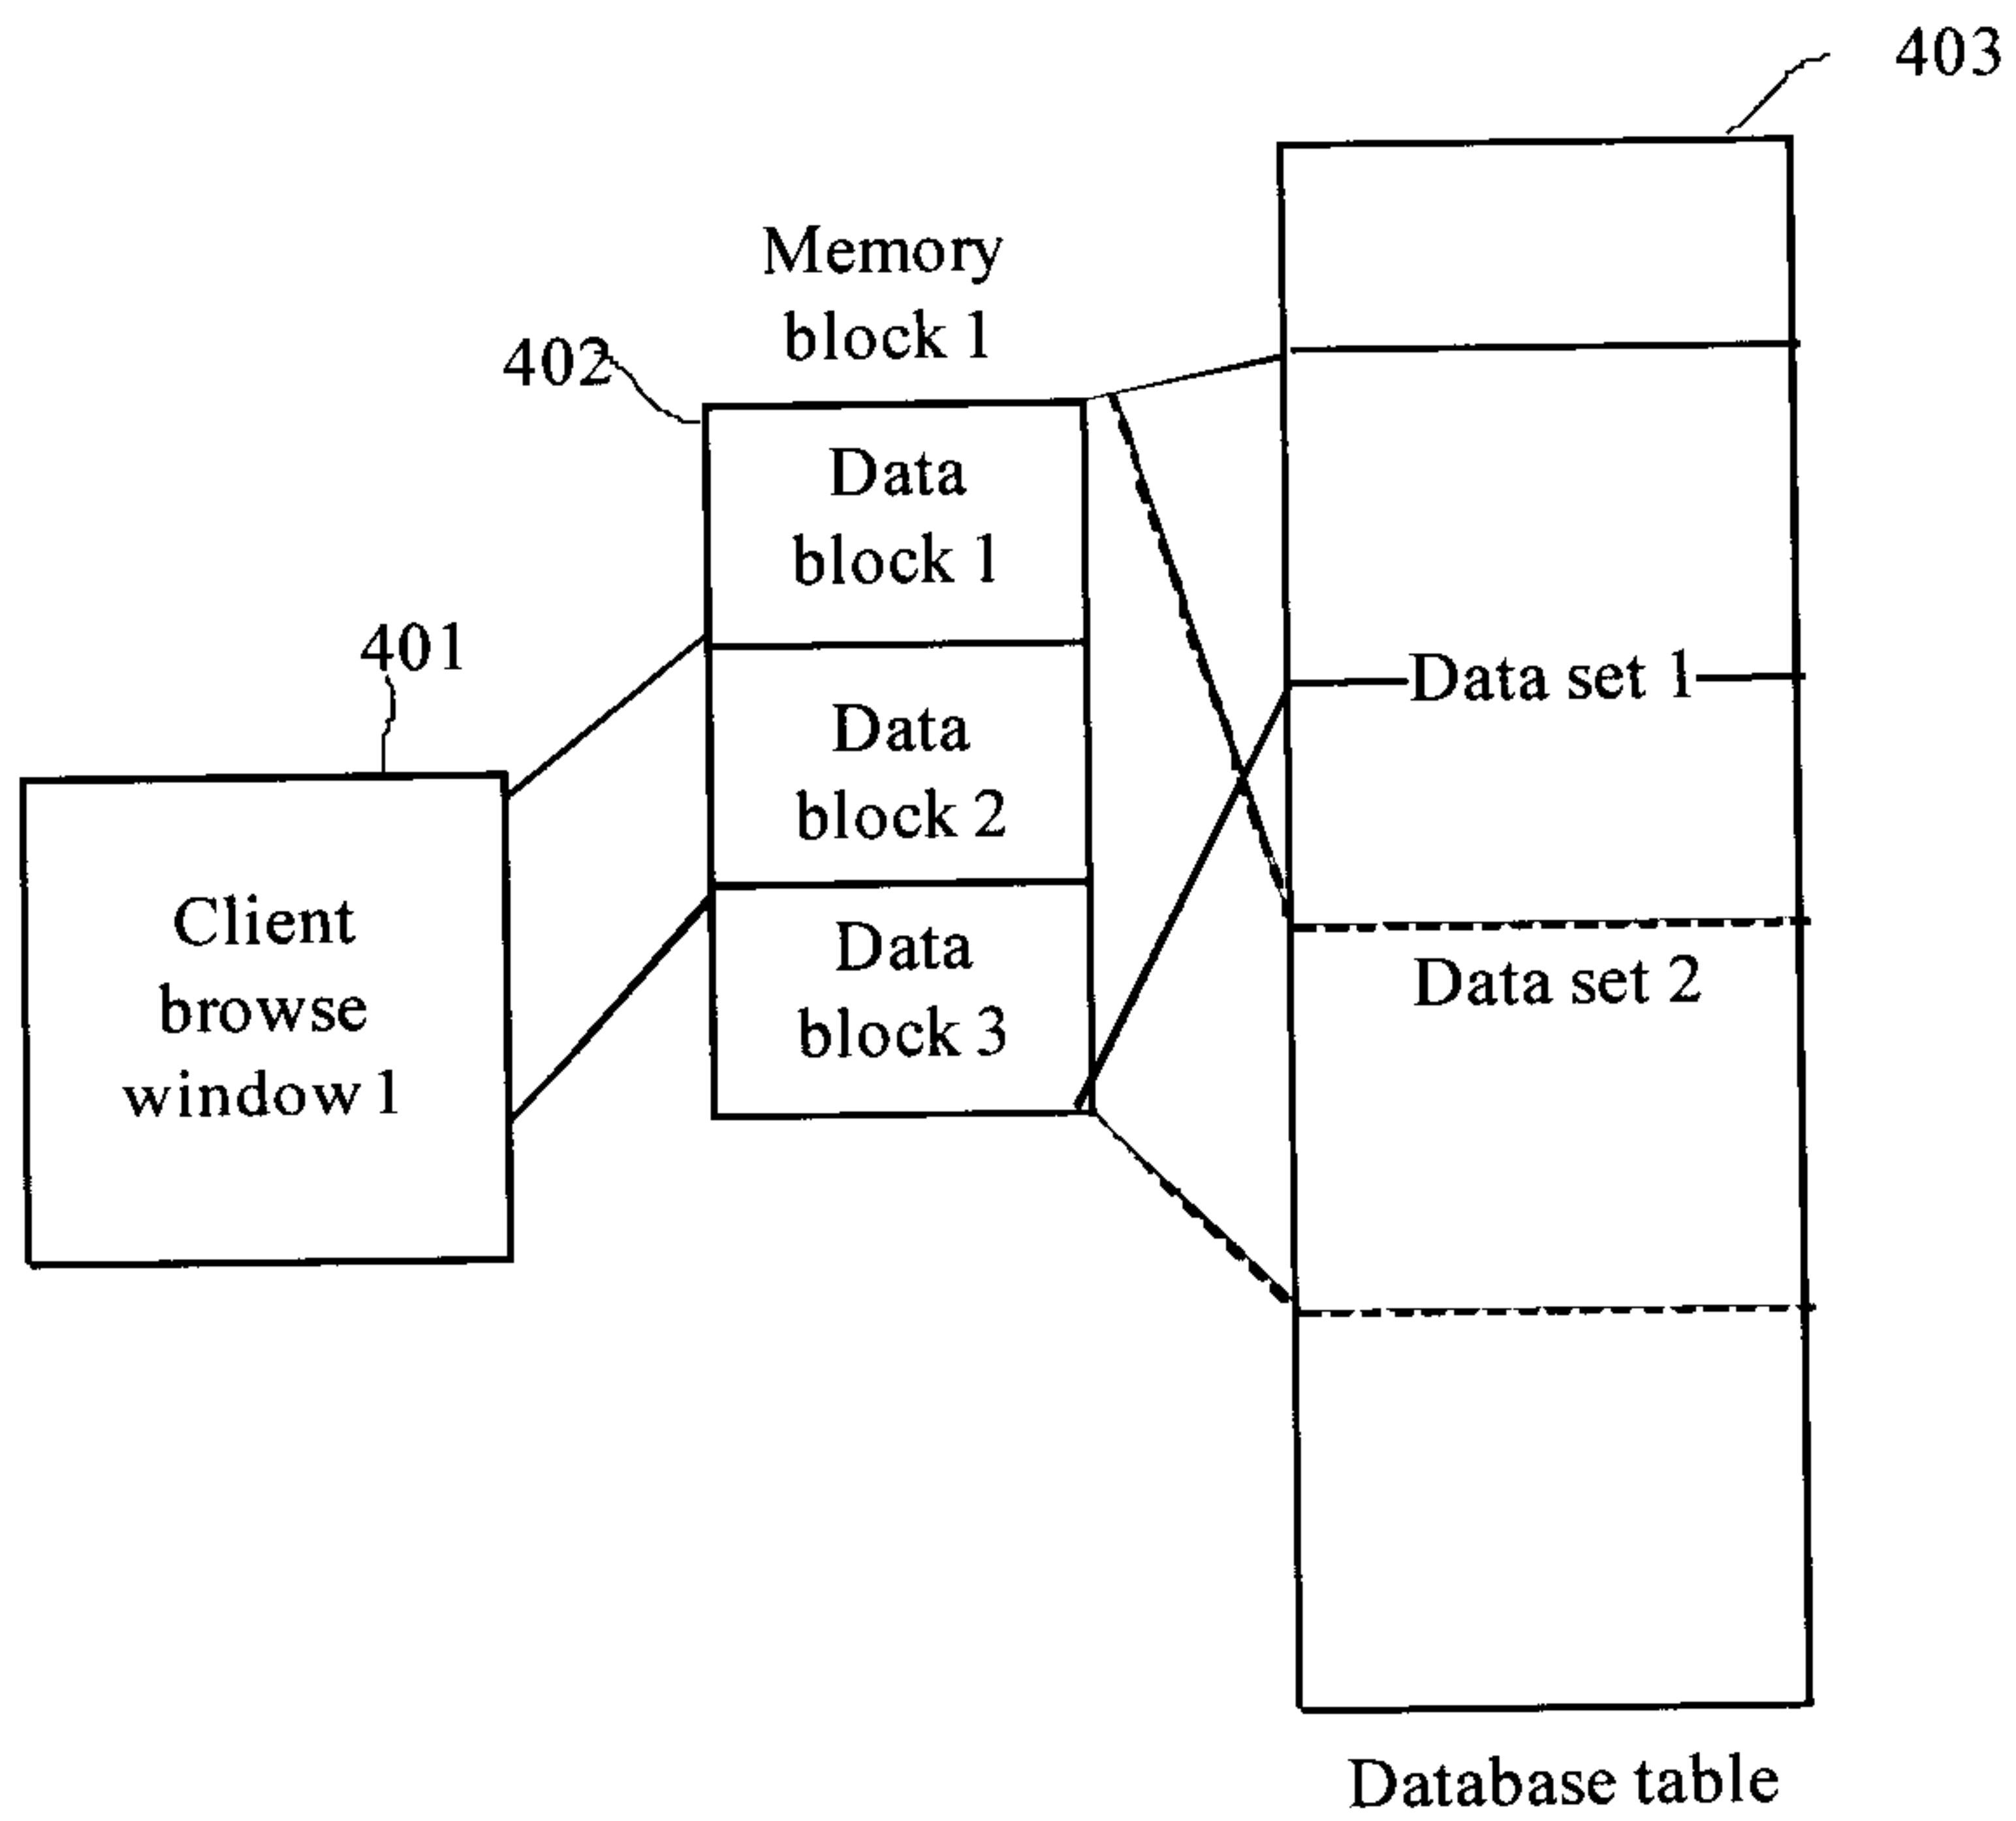 403
Memory
block 1
402
Data
block 1
401
Data set 1
Data
block 2
Client
browse
window 1
Data
block 3
Data set 2
Database table